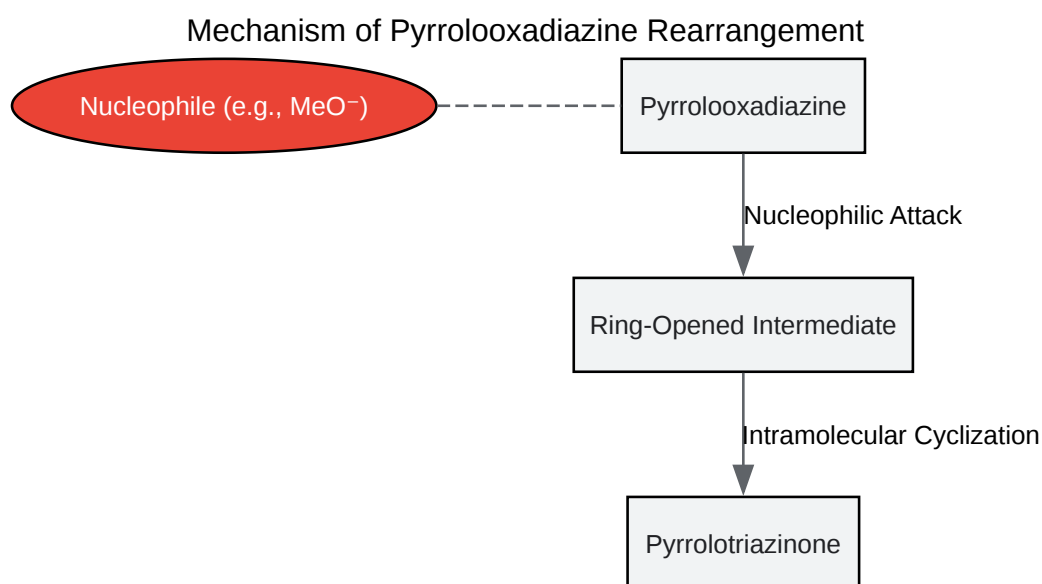 Mechanism of Pyrrolooxadiazine Rearrangement
Nucleophile (e.g., MeO⁻)
Pyrrolooxadiazine
Nucleophilic Attack
Ring-Opened Intermediate
Intramolecular Cyclization
Pyrrolotriazinone